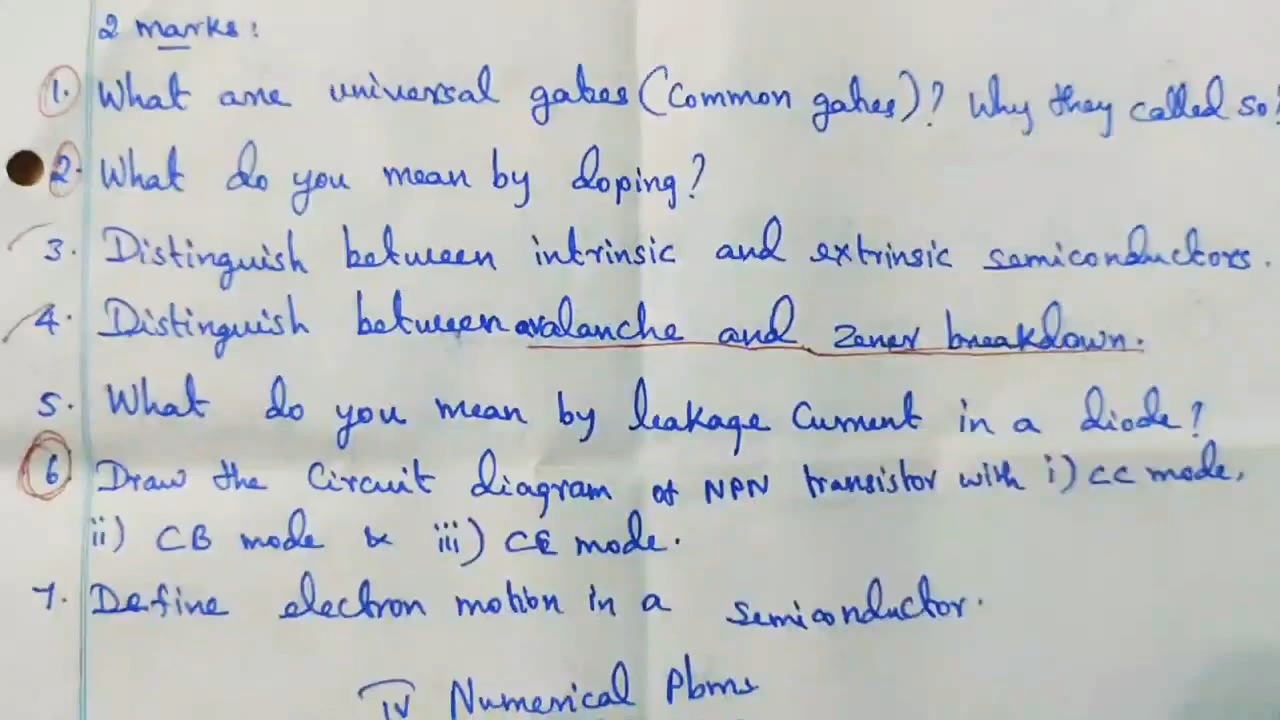 2 marks:
1. What are universal gates (Common gates)? Why they called so?
2. What do you mean by doping?
3. Distinguish between intrinsic and extrinsic semiconductors.
4. Distinguish between avalanche and zener breakdown.
5. What do you mean by leakage Current in a diode?
6 Draw the Circuit diagram of NPN transistor with i) CC mode,
ii) CB mode & iii) CE mode.
7. Define electron motion in a semiconductor.
IV Numerical Pbms